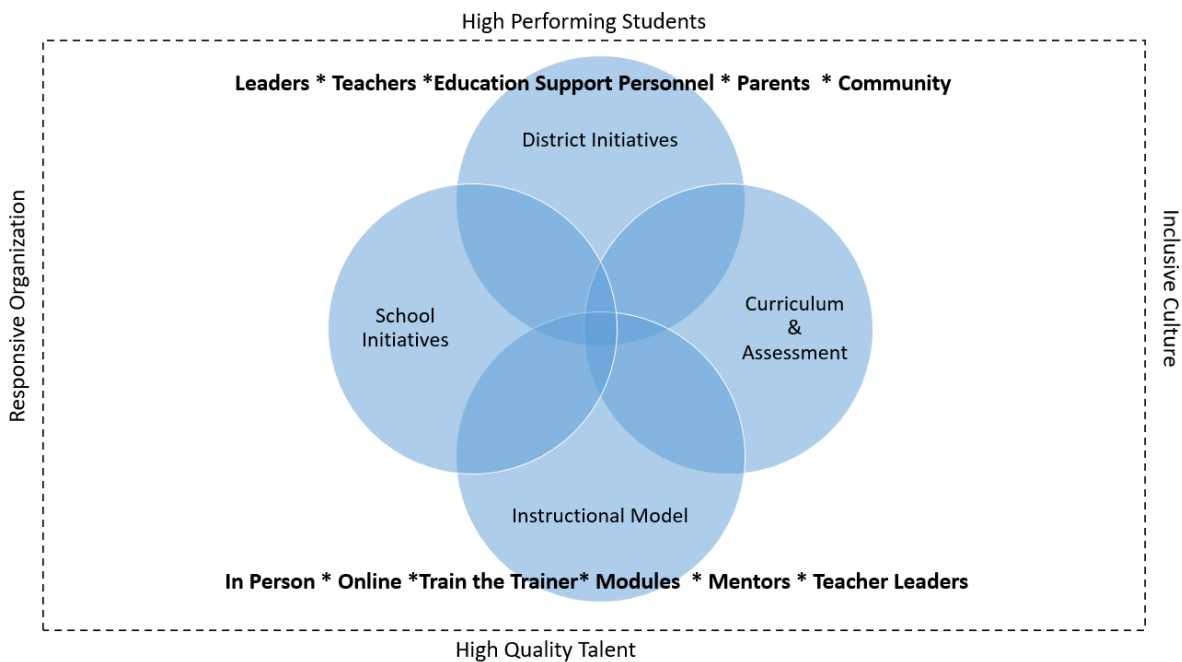 High Performing Students
Leaders * Teachers *Education Support Personnel * Parents * Community
District Initiatives
Responsive Organization
School
Initiatives
Curriculum
&
Assessment
Inclusive Culture
Instructional Model
In Person * Online *Train the Trainer* Modules * Mentors * Teacher Leaders
High Quality Talent